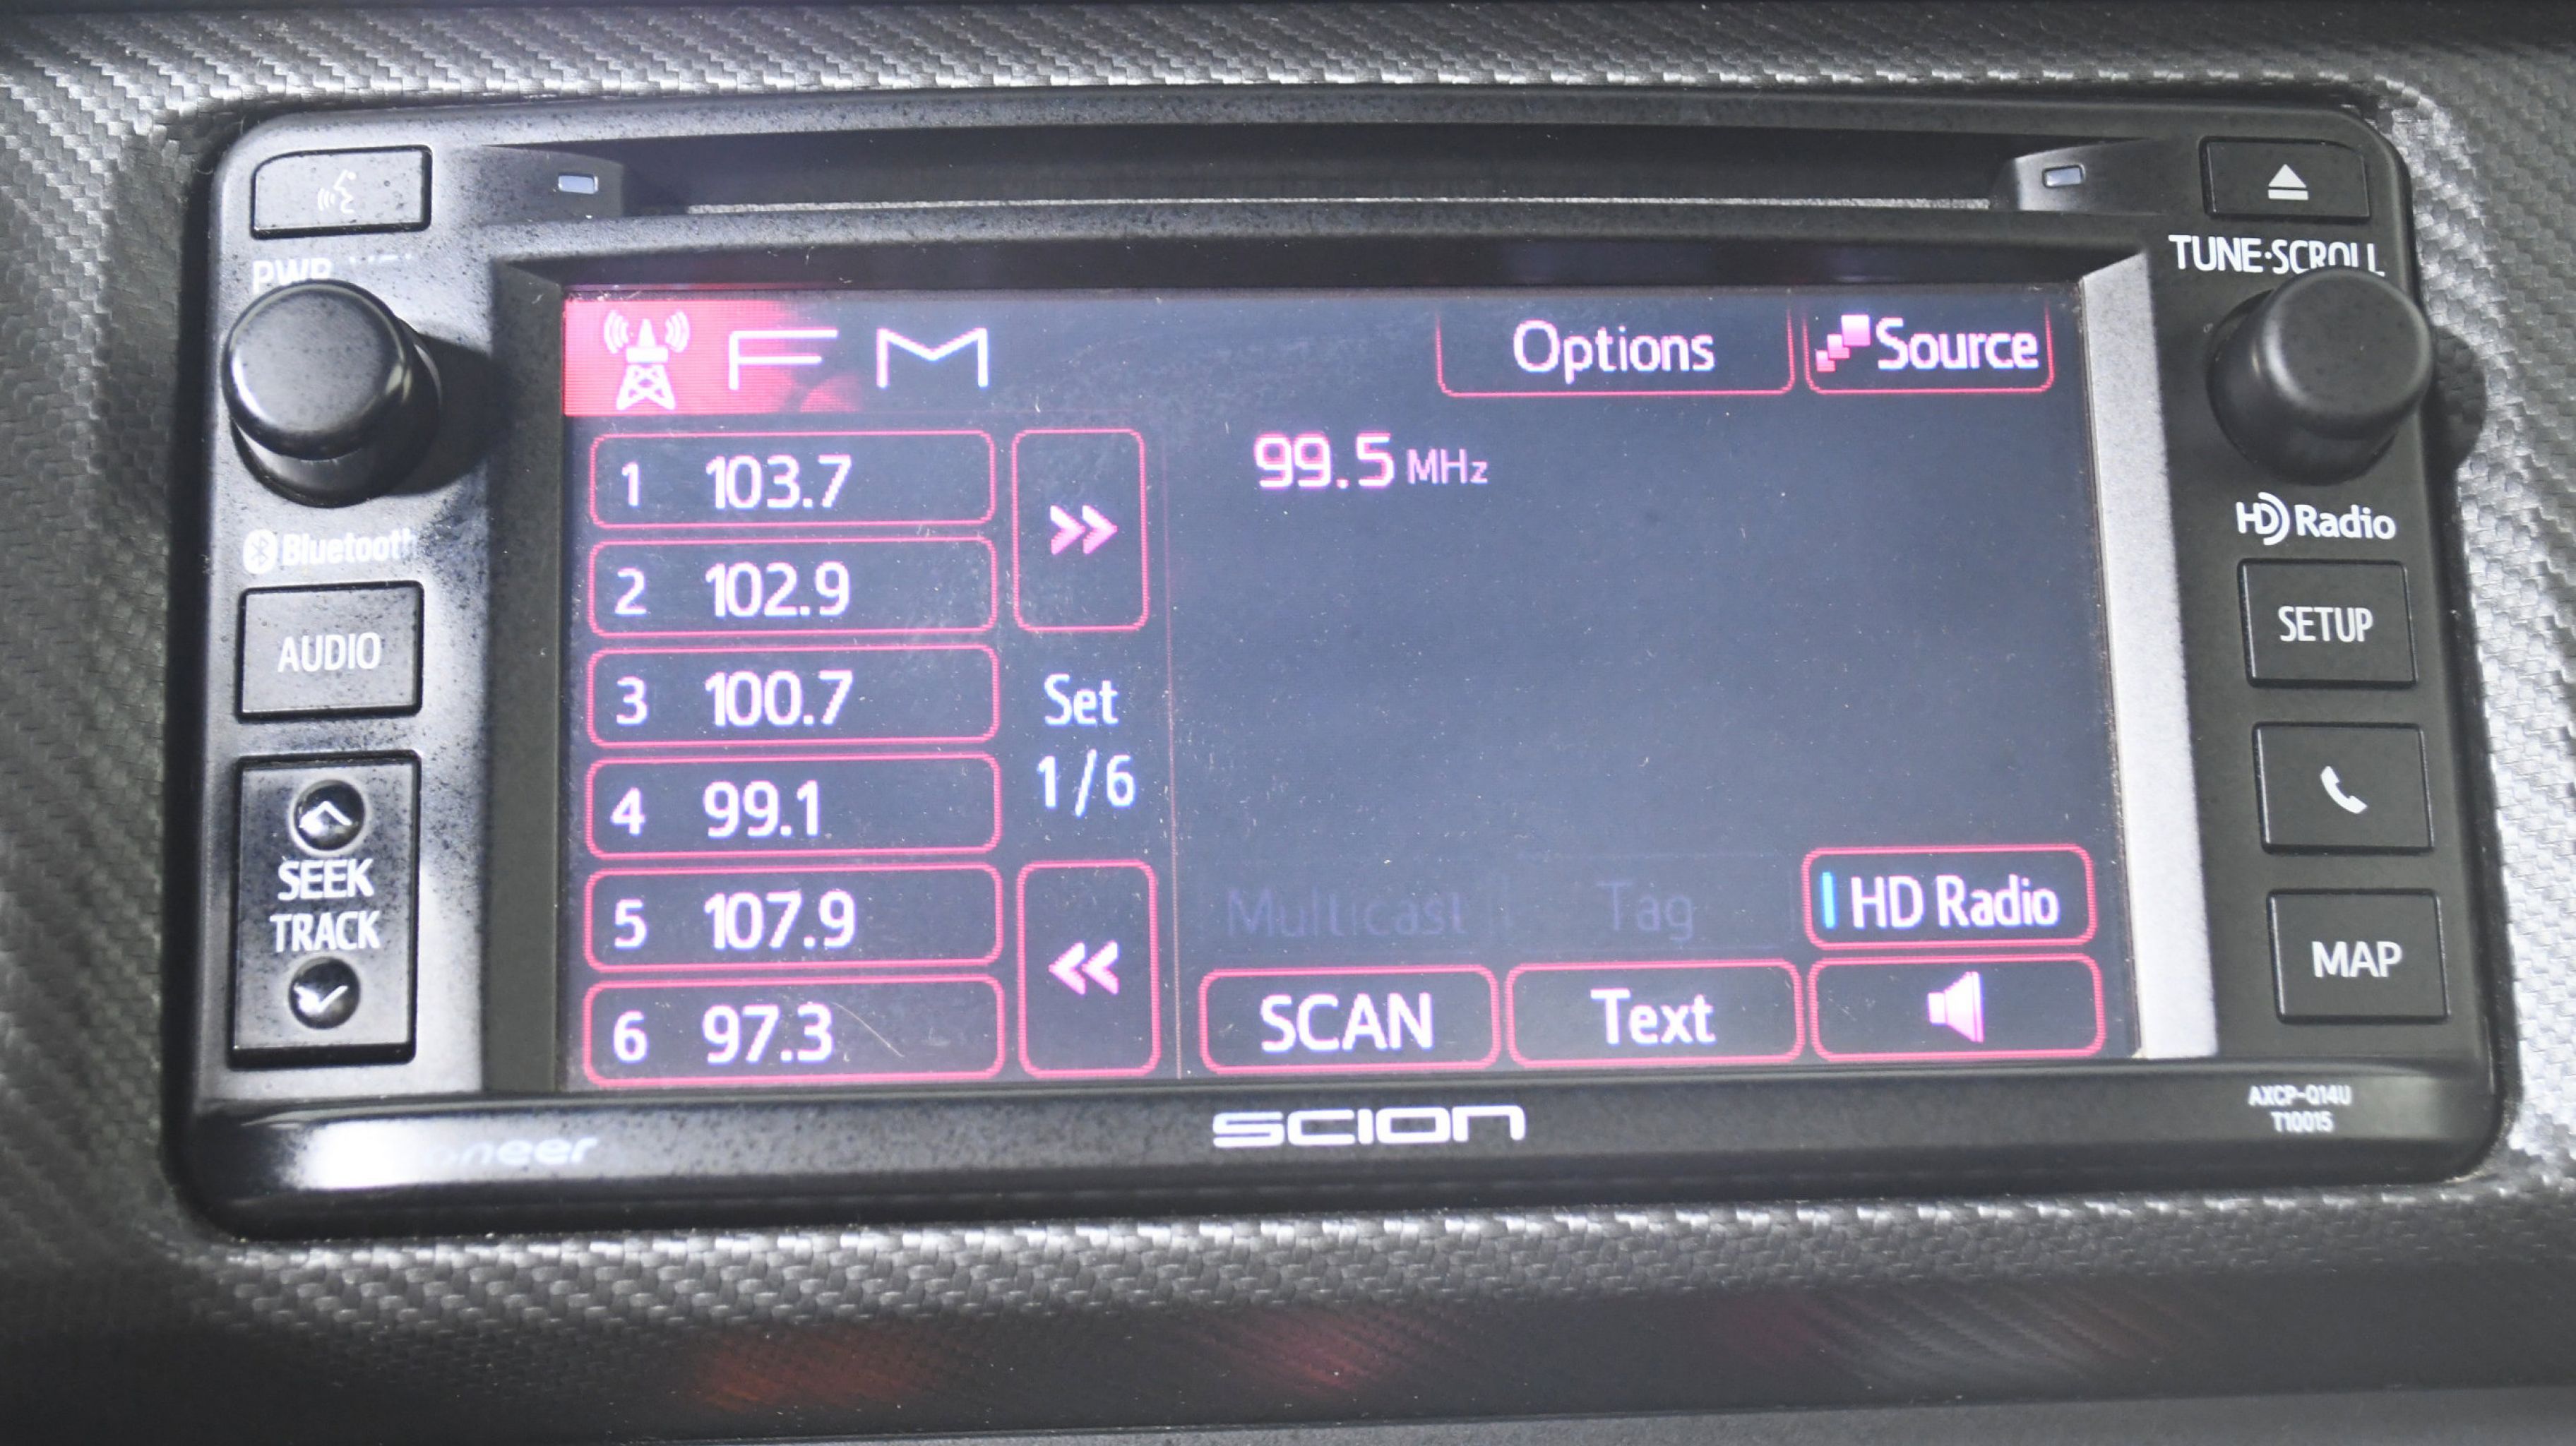 PWR
TUNE·SCROLL
FM
Options
Source
1 103.7
2 102.9
3 100.7
4 99.1
5 107.9
6 97.3
Set
1/6
99.5 MHz
Multicast
Tag
HD Radio
SCAN
Text
Bluetooth
AUDIO
SEEK
TRACK
HD Radio
SETUP
MAP
SCION
AXCP-Q14U
T10015